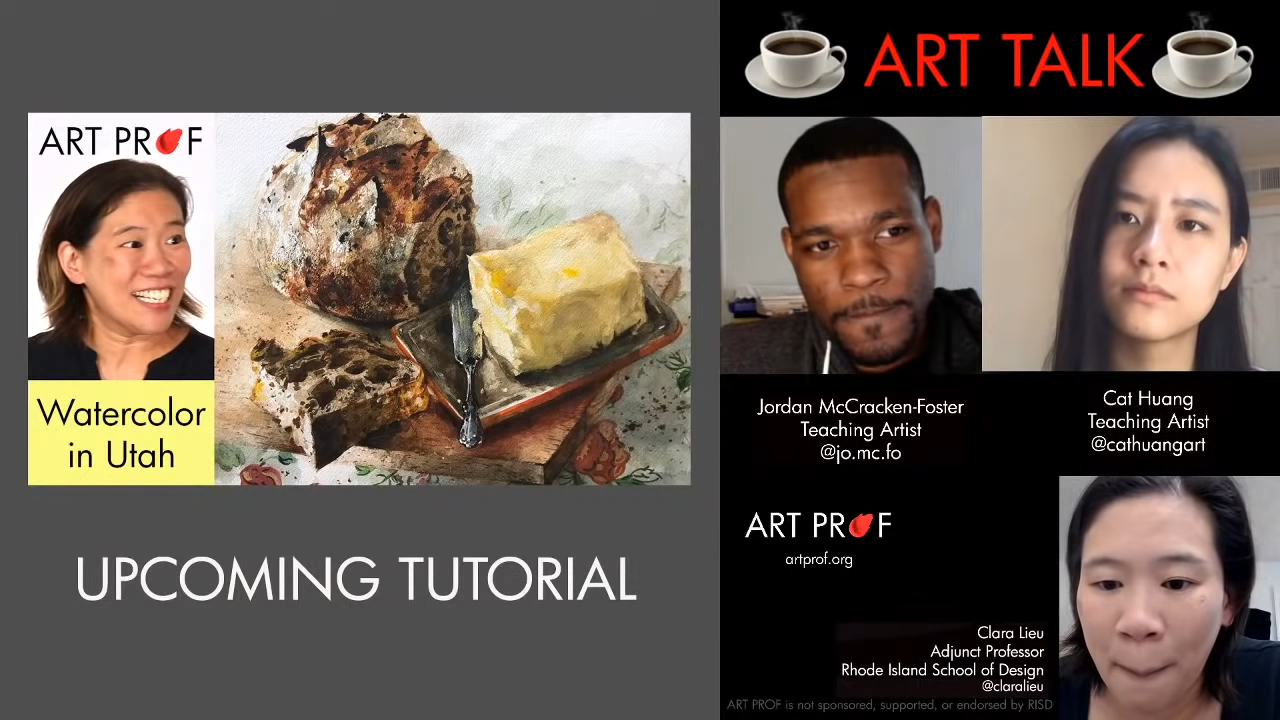 ART PROF
Watercolor
in Utah
UPCOMING TUTORIAL
ART TALK
Jordan McCracken-Foster
Teaching Artist
@jo.mc.fo
Cat Huang
Teaching Artist
@cathuangart
ART PROF
artprof.org
Clara Lieu
Adjunct Professor
Rhode Island School of Design
@claralieu
ART PROF is not sponsored, supported, or endorsed by RISD